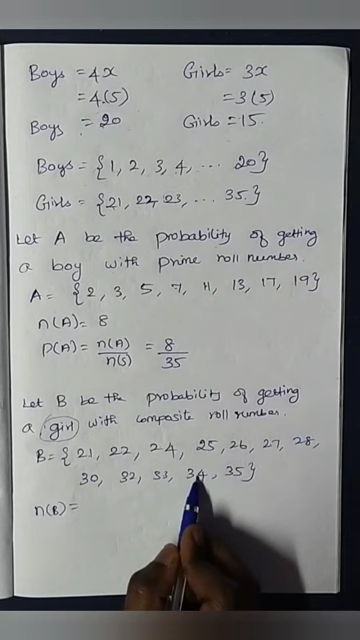 Boys = 4x Girls = 3x
= 4.(5) = 3(5)
Boys = 20 Girls = 15.
Boys = {1, 2, 3, 4, ... 20}
Girls = {21, 22, 23, ... 35.}
Let A be the probability of getting
a boy with prime roll number.
A = {2, 3, 5, 7, 11, 13, 17, 19}
n(A) = 8
P(A) = n(A)/n(S) = 8/35
Let B be the probability of getting
a girl with composite roll number.
B = {21, 22, 24, 25, 26, 27, 28,
30, 32, 33, 34, 35}
n(B) =